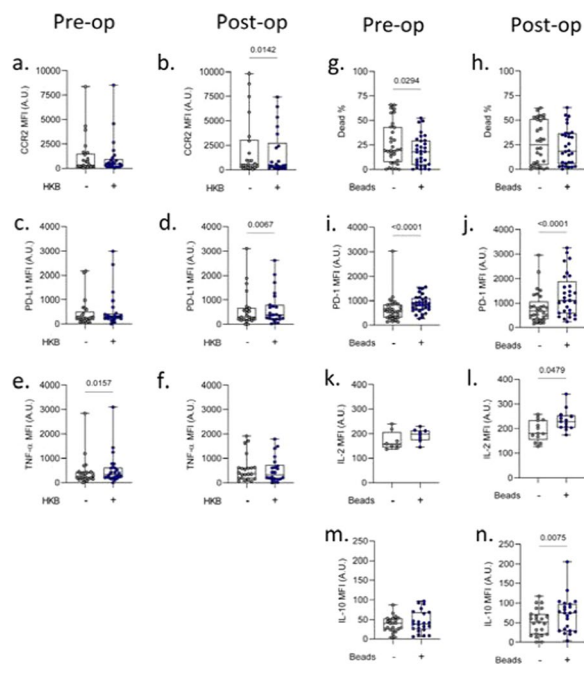 Pre-op
Post-op
Pre-op
Post-op
a.
CCR2 MFI (A.U.)
10000
7500
5000
2500
0
HKB
-
+
b.
0.0142
CCR2 MFI (A.U.)
10000
7500
5000
2500
0
HKB
-
+
g.
0.0294
Dead %
100
75
50
25
0
Beads
-
+
h.
Dead %
100
75
50
25
0
Beads
-
+
c.
PD-L1 MFI (A.U.)
4000
3000
2000
1000
0
HKB
-
+
d.
0.0067
PD-L1 MFI (A.U.)
4000
3000
2000
1000
0
HKB
-
+
i.
<0.0001
PD-1 MFI (A.U.)
4000
3000
2000
1000
0
Beads
-
+
j.
<0.0001
PD-1 MFI (A.U.)
4000
3000
2000
1000
0
Beads
-
+
e.
0.0157
TNF-α MFI (A.U.)
4000
3000
2000
1000
0
HKB
-
+
f.
TNF-α MFI (A.U.)
4000
3000
2000
1000
0
HKB
-
+
k.
IL-2 MFI (A.U.)
400
300
200
100
0
Beads
-
+
l.
0.0479
IL-2 MFI (A.U.)
400
300
200
100
0
Beads
-
+
m.
IL-10 MFI (A.U.)
250
200
150
100
50
0
Beads
-
+
n.
0.0075
IL-10 MFI (A.U.)
250
200
150
100
50
0
Beads
-
+